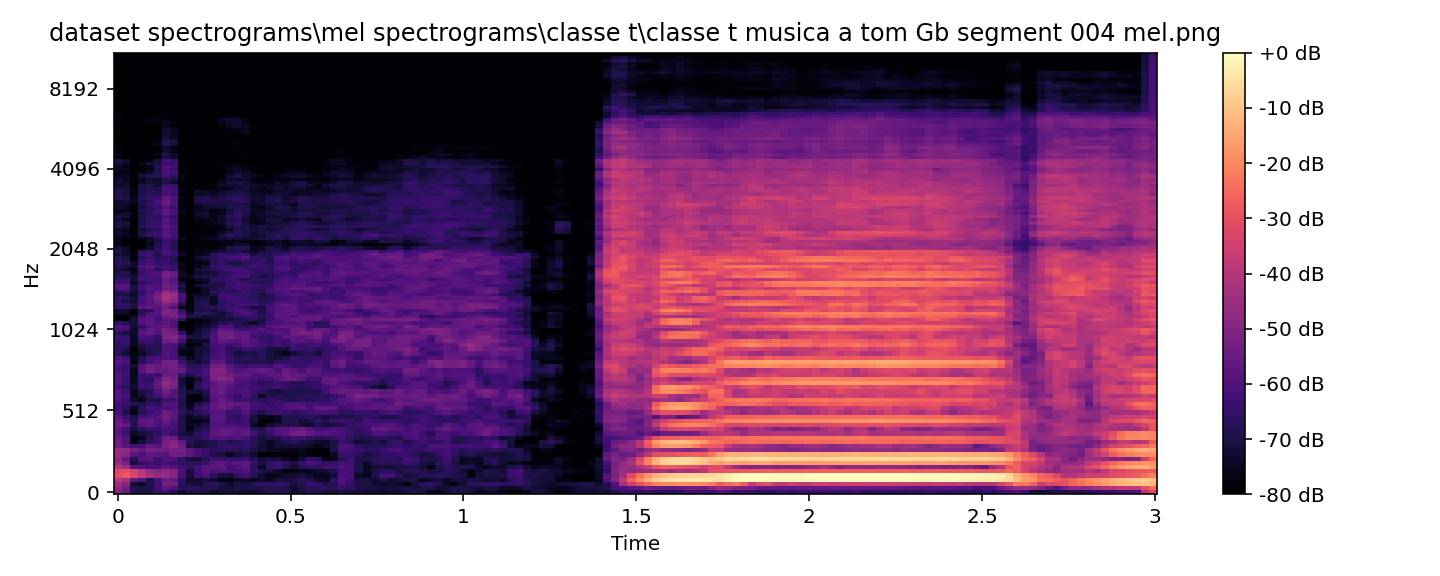 dataset spectrograms\mel spectrograms\classe t\classe t musica a tom Gb segment 004 mel.png
+0 dB
8192
-10 dB
4096
-20 dB
-30 dB
2048
-40 dB
Hz
1024
-50 dB
512
-60 dB
-70 dB
0
-80 dB
0
0.5
1
1.5
2
2.5
3
Time